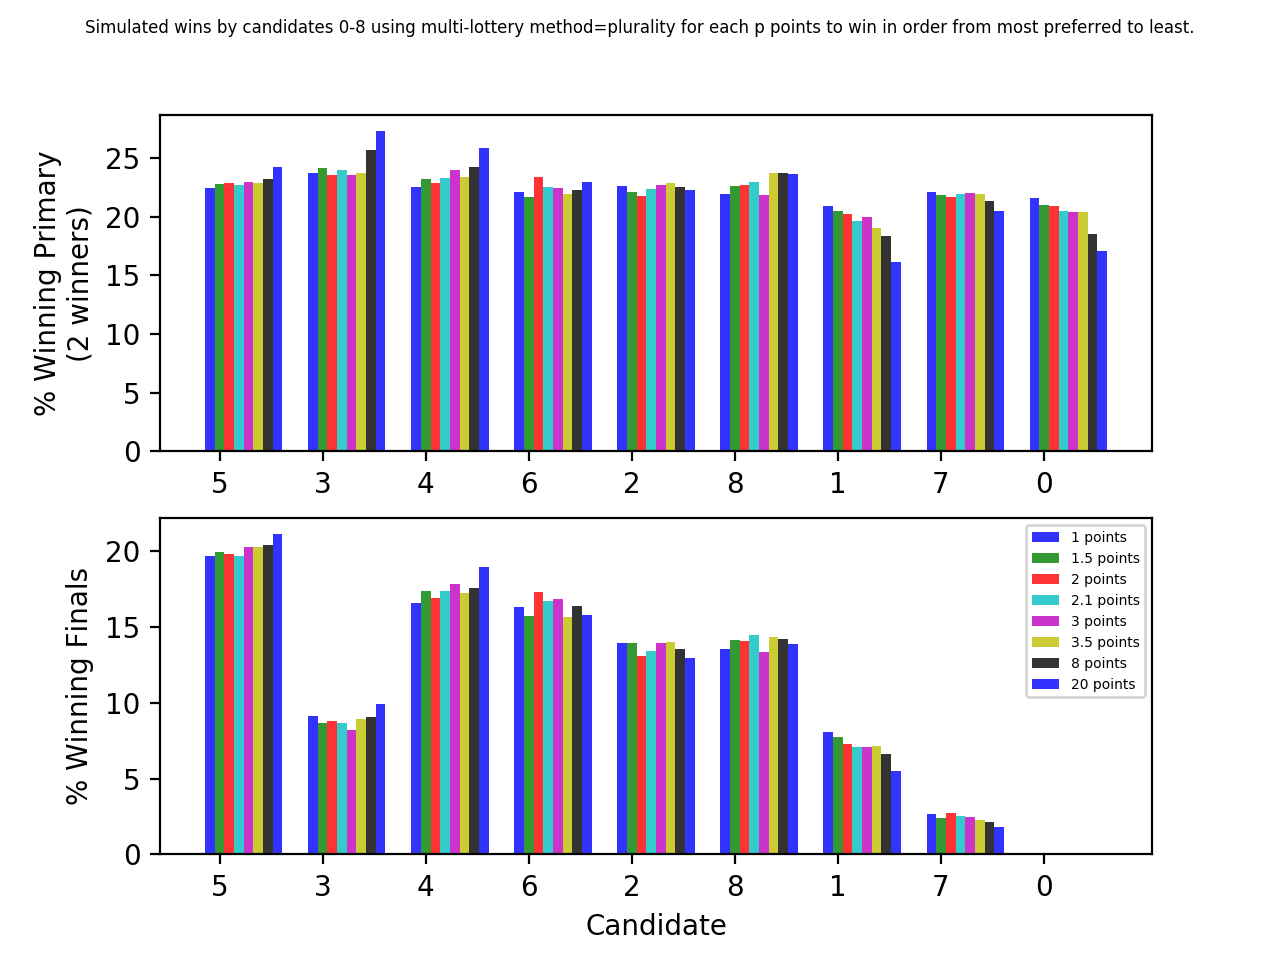 Simulated wins by candidates 0-8 using multi-lottery method=plurality for each p points to win in order from most preferred to least.
% Winning Primary
(2 winners)
25
20
15
10
5
0
5 3 4 6 2 8 1 7 0
% Winning Finals
20
15
10
5
0
1 points
1.5 points
2 points
2.1 points
3 points
3.5 points
8 points
20 points
5 3 4 6 2 8 1 7 0
Candidate